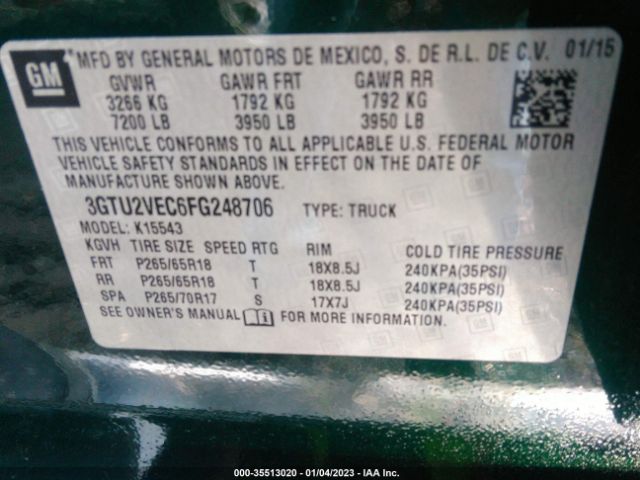 GM
MFD BY GENERAL MOTORS DE MEXICO, S. DE R.L. DE C.V. 01/15
GVWR GAWR FRT GAWR RR
3266 KG 1792 KG 1792 KG
7200 LB 3950 LB 3950 LB
THIS VEHICLE CONFORMS TO ALL APPLICABLE U.S. FEDERAL MOTOR
VEHICLE SAFETY STANDARDS IN EFFECT ON THE DATE OF
MANUFACTURE SHOWN ABOVE.
3GTU2VEC6FG248706 TYPE: TRUCK
MODEL: K15543
KGVH TIRE SIZE SPEED RTG RIM COLD TIRE PRESSURE
FRT P265/65R18 T 18X8.5J 240KPA(35PSI)
RR P265/65R18 T 18X8.5J 240KPA(35PSI)
SPA P265/70R17 S 17X7J 240KPA(35PSI)
SEE OWNER'S MANUAL FOR MORE INFORMATION.
000-35513020 - 01/04/2023 - IAA Inc.